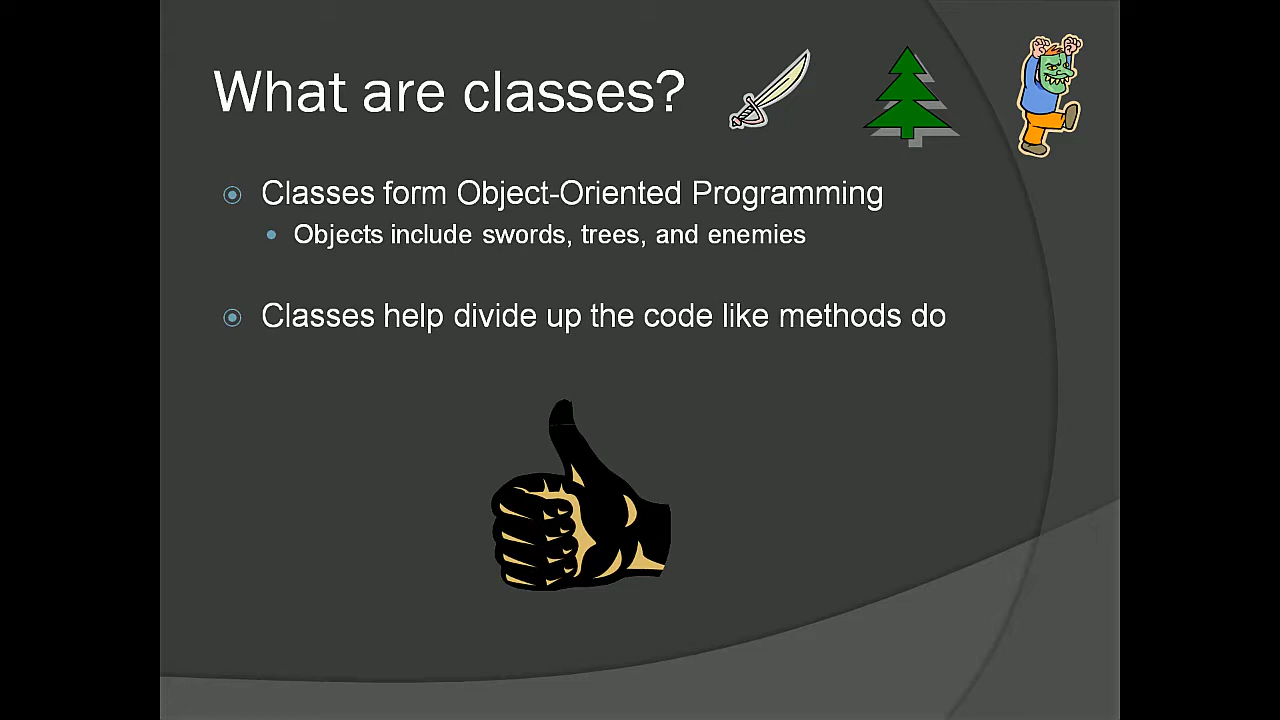 What are classes?
Classes form Object-Oriented Programming
Objects include swords, trees, and enemies
Classes help divide up the code like methods do